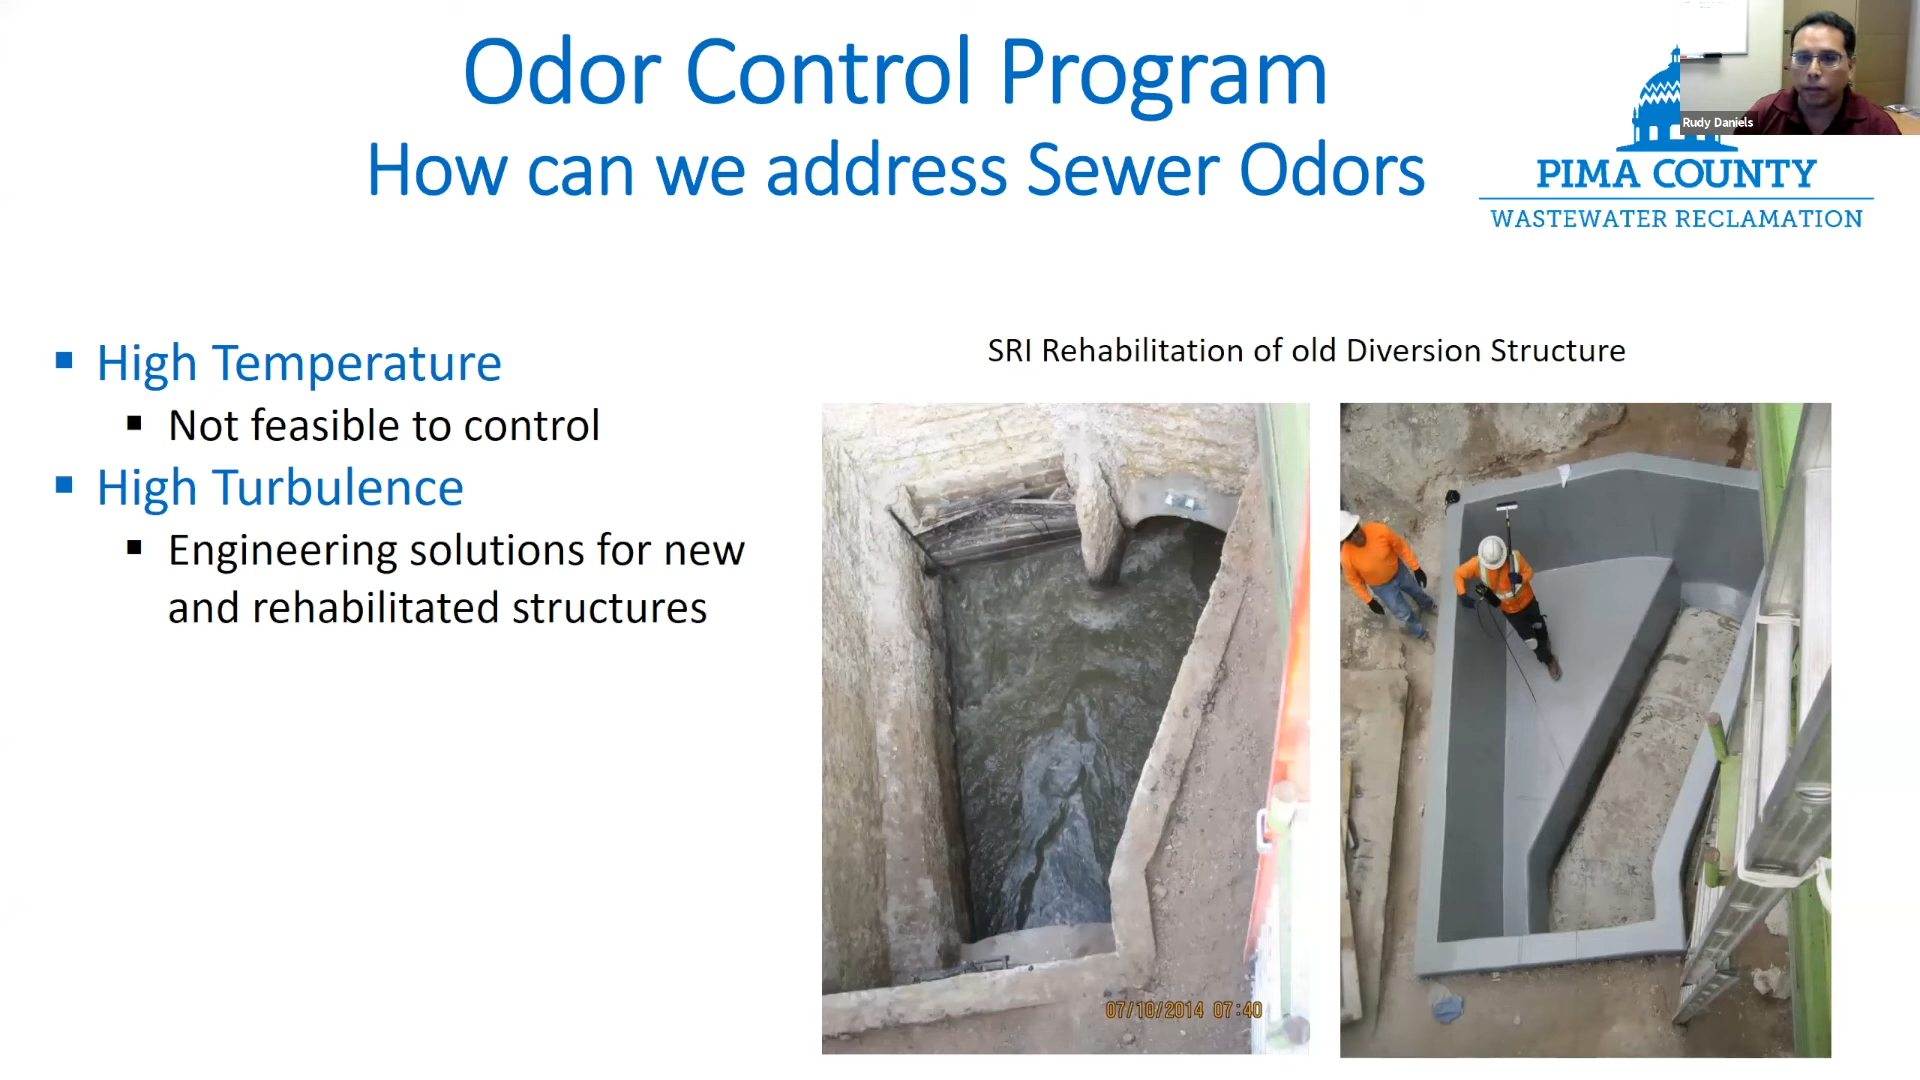 Odor Control Program
How can we address Sewer Odors
Rudy Daniels
PIMA COUNTY
WASTEWATER RECLAMATION
High Temperature
Not feasible to control
High Turbulence
Engineering solutions for new
and rehabilitated structures
SRI Rehabilitation of old Diversion Structure
07/10/2014 07:40